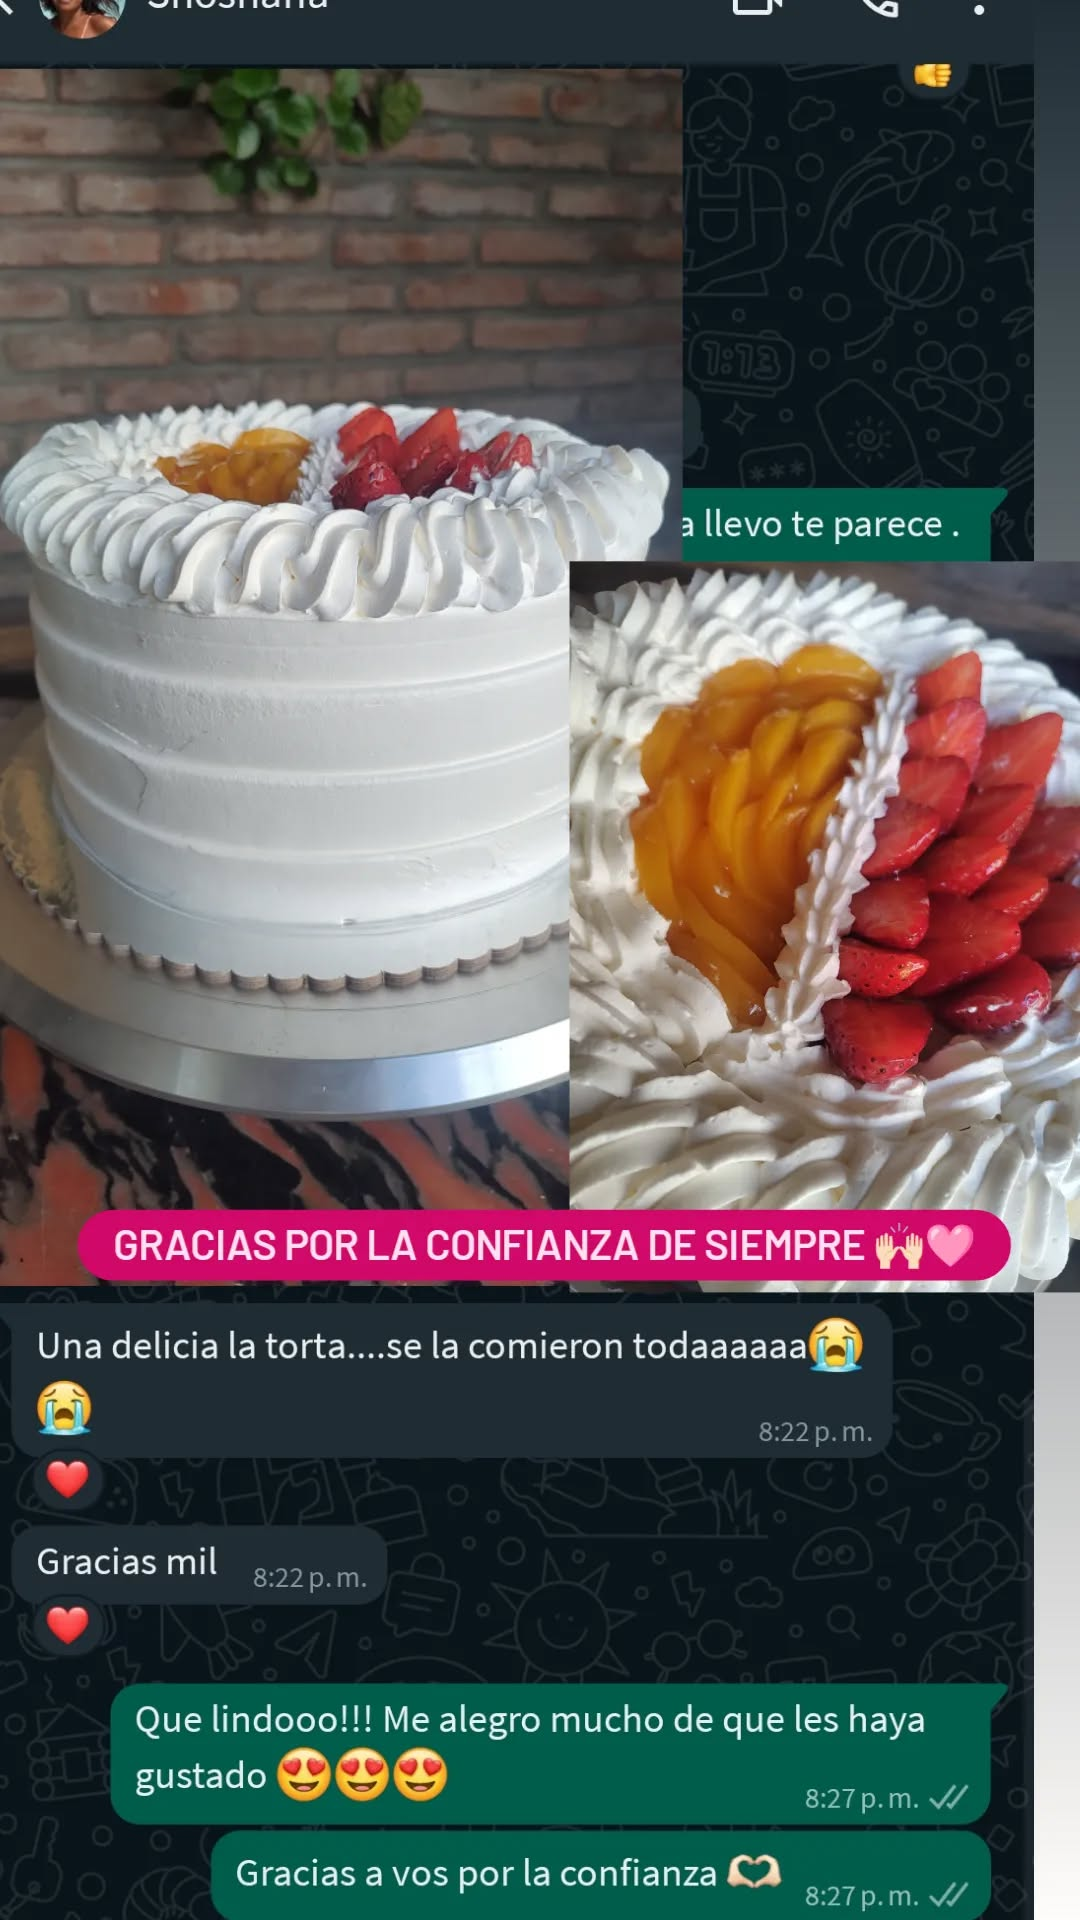 Shoshana
a llevo te parece .
GRACIAS POR LA CONFIANZA DE SIEMPRE 🙌🏻🩷
Una delicia la torta....se la comieron todaaaaaa😭
😭
8:22 p. m.
❤️
Gracias mil 8:22 p. m.
❤️
Que lindooo!!! Me alegro mucho de que les haya
gustado 😍😍😍
8:27 p. m.
Gracias a vos por la confianza 🫶🏻
8:27 p. m.